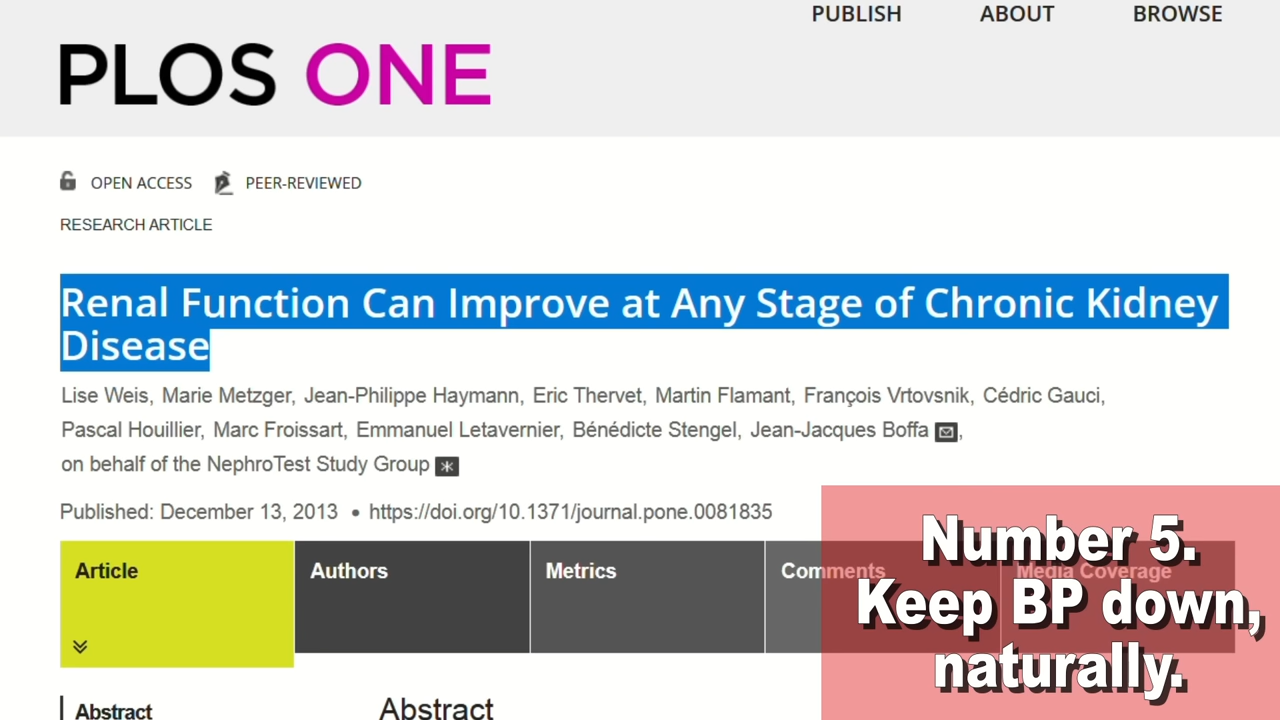 PUBLISH ABOUT BROWSE
PLOS ONE
OPEN ACCESS PEER-REVIEWED
RESEARCH ARTICLE
Renal Function Can Improve at Any Stage of Chronic Kidney
Disease
Lise Weis, Marie Metzger, Jean-Philippe Haymann, Eric Thervet, Martin Flamant, François Vrtovsnik, Cédric Gauci,
Pascal Houillier, Marc Froissart, Emmanuel Letavernier, Bénédicte Stengel, Jean-Jacques Boffa ,
on behalf of the NephroTest Study Group
Published: December 13, 2013 • https://doi.org/10.1371/journal.pone.0081835
Article Authors Metrics Comments Media Coverage
Number 5.
Keep BP down,
naturally.
Abstract Abstract